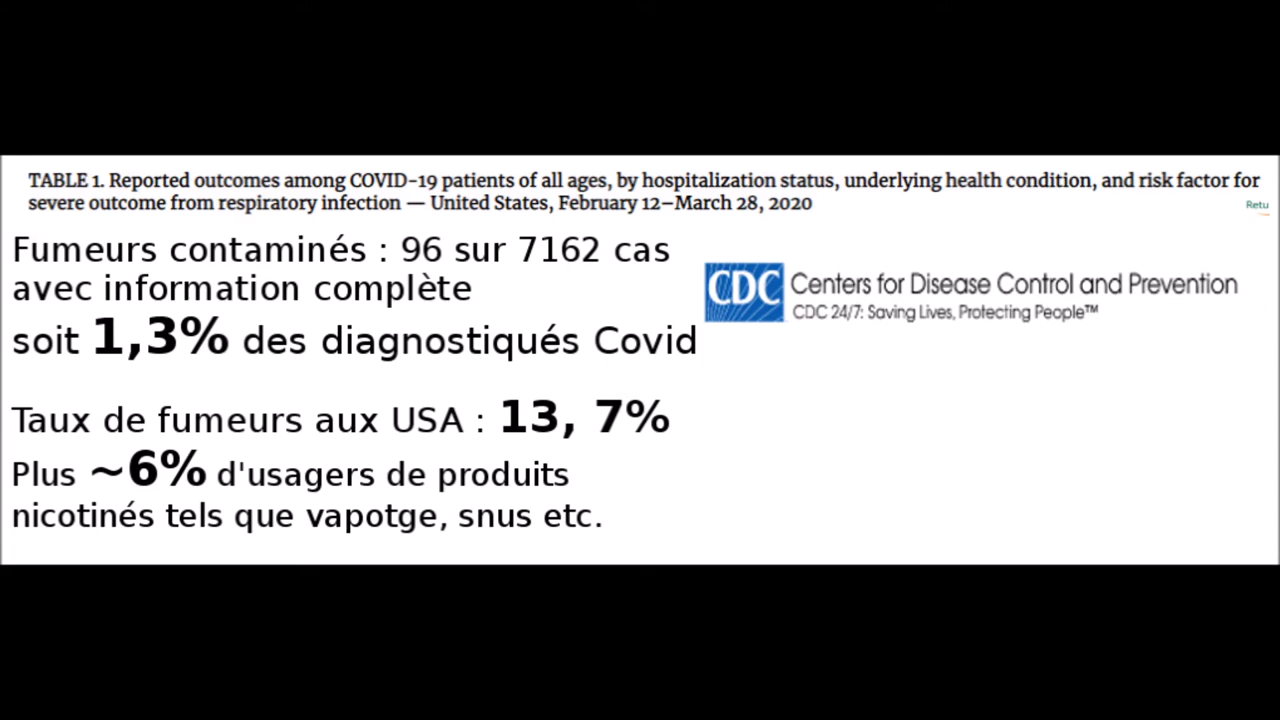 TABLE 1. Reported outcomes among COVID-19 patients of all ages, by hospitalization status, underlying health condition, and risk factor for
severe outcome from respiratory infection — United States, February 12–March 28, 2020
Retu
Fumeurs contaminés : 96 sur 7162 cas
avec information complète
soit 1,3% des diagnostiqués Covid
CDC Centers for Disease Control and Prevention
CDC 24/7: Saving Lives, Protecting People™
Taux de fumeurs aux USA : 13, 7%
Plus ~6% d'usagers de produits
nicotinés tels que vapotge, snus etc.